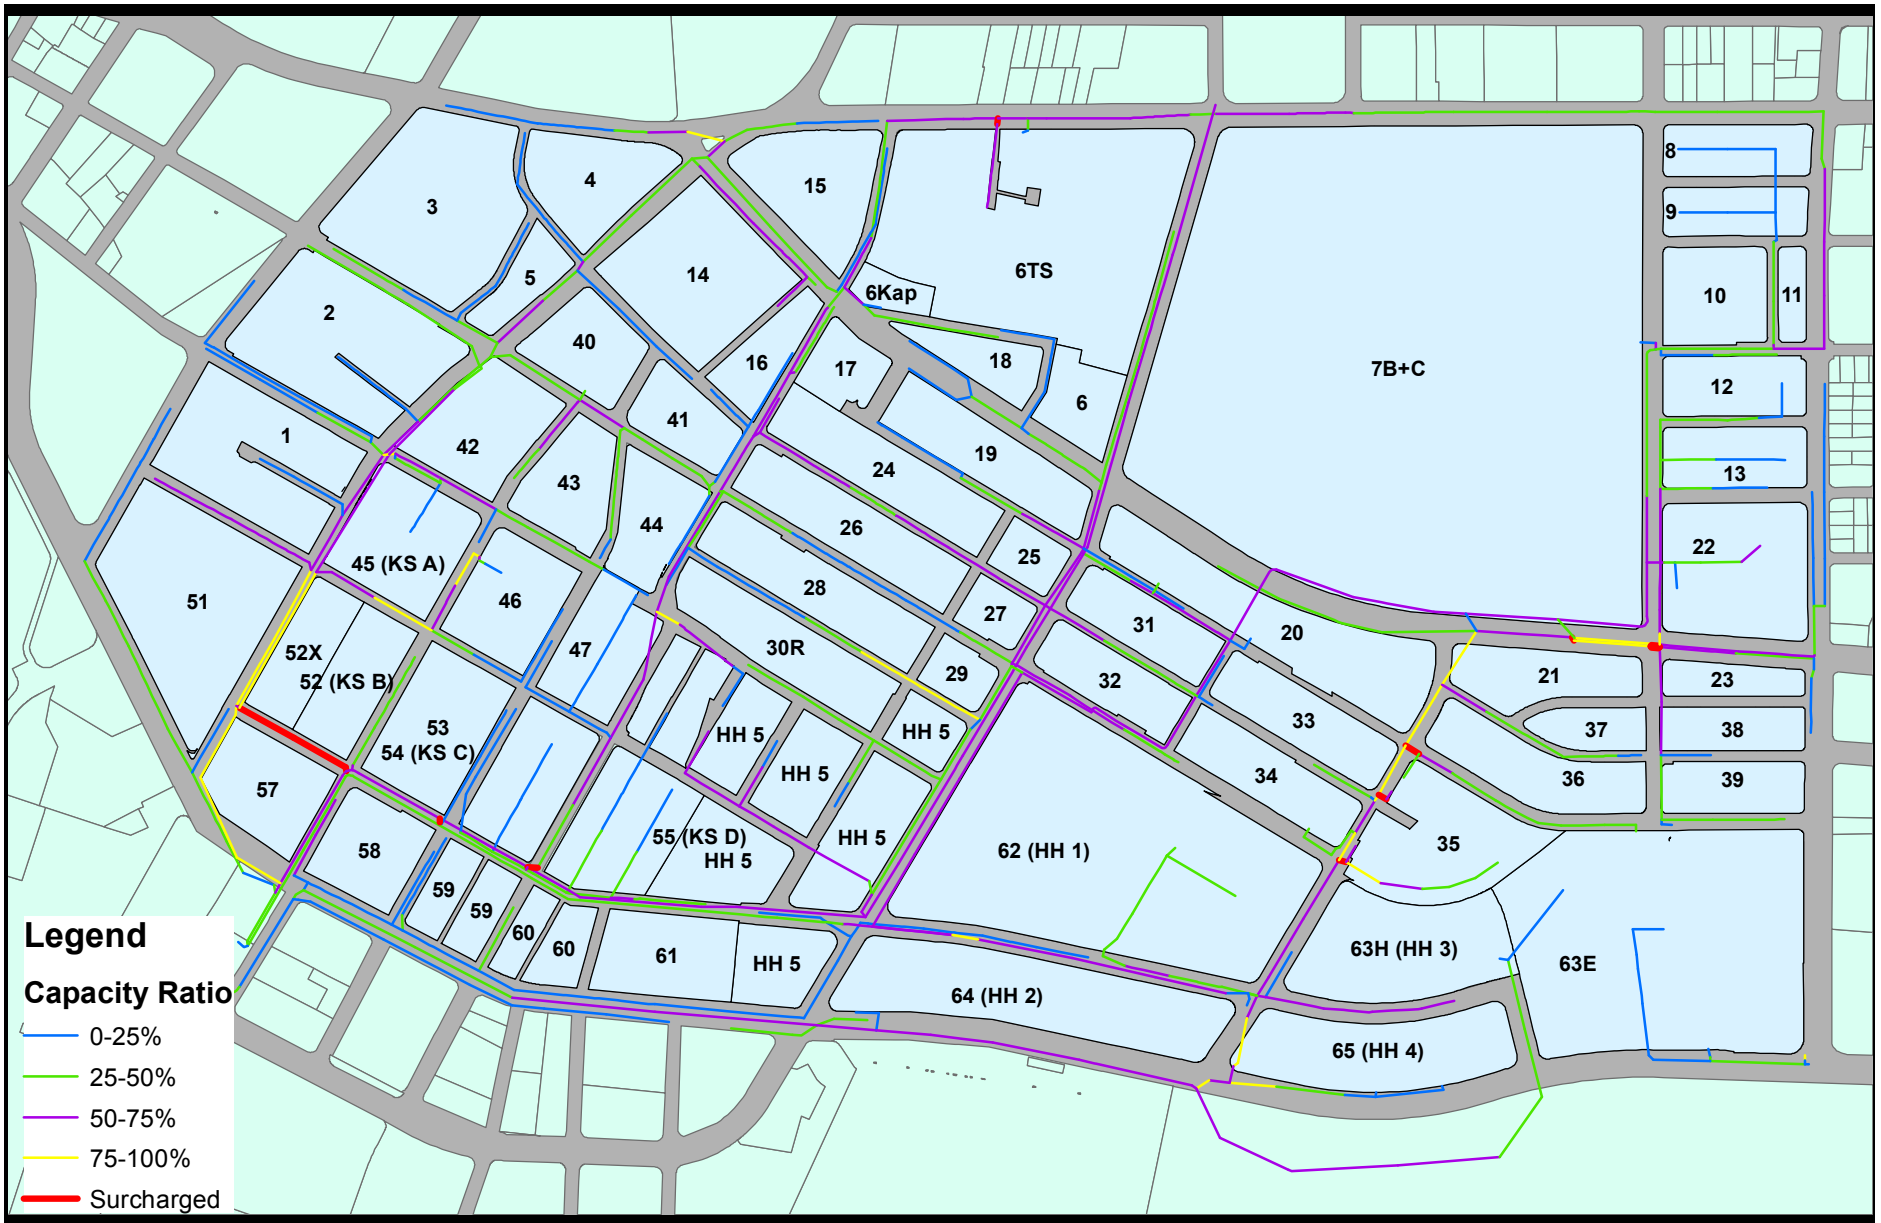 8
4
15
3
9
5
14
6TS
6Kap
10
11
2
40
16
17
18
7B+C
12
6
41
1
42
19
24
13
43
44
26
22
25
45 (KS A)
28
46
51
27
31
20
47
30R
52X
29
32
21
23
52 (KS B)
33
53
HH 5
HH 5
37
38
54 (KS C)
HH 5
34
36
39
57
55 (KS D)
35
58
HH 5
HH 5
62 (HH 1)
59
59
60
60
61
HH 5
63H (HH 3)
63E
64 (HH 2)
65 (HH 4)
Legend
Capacity Ratio
0-25%
25-50%
50-75%
75-100%
Surcharged